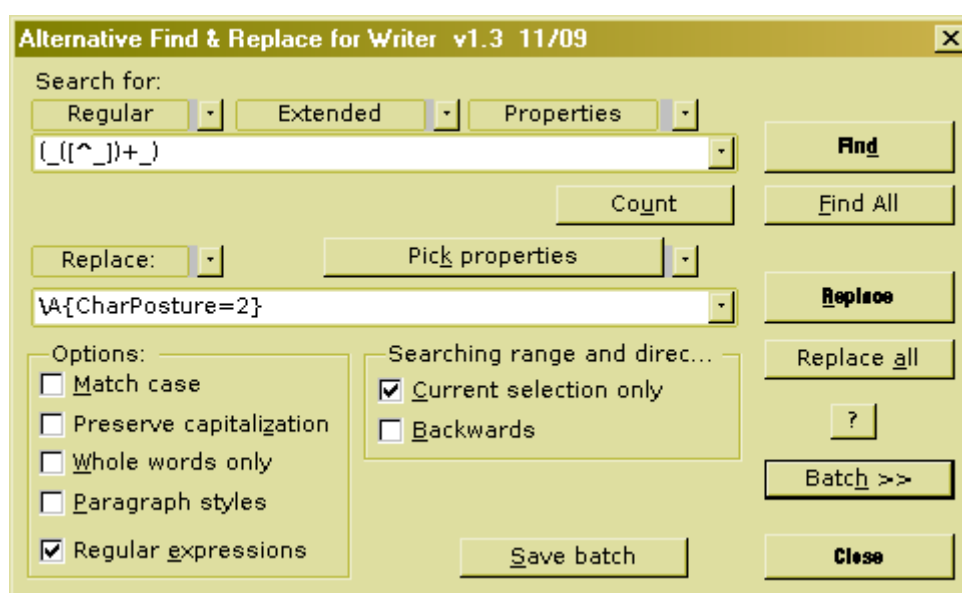 Alternative Find & Replace for Writer v1.3 11/09
Search for:
Regular Extended Properties
(_([^_])+_)
Find
Count Find All
Replace: Pick properties
\A{CharPosture=2}
Replace
Options: Searching range and direc...
Replace all
Match case Current selection only
Preserve capitalization Backwards
?
Whole words only
Batch >>
Paragraph styles
Regular expressions Save batch Close